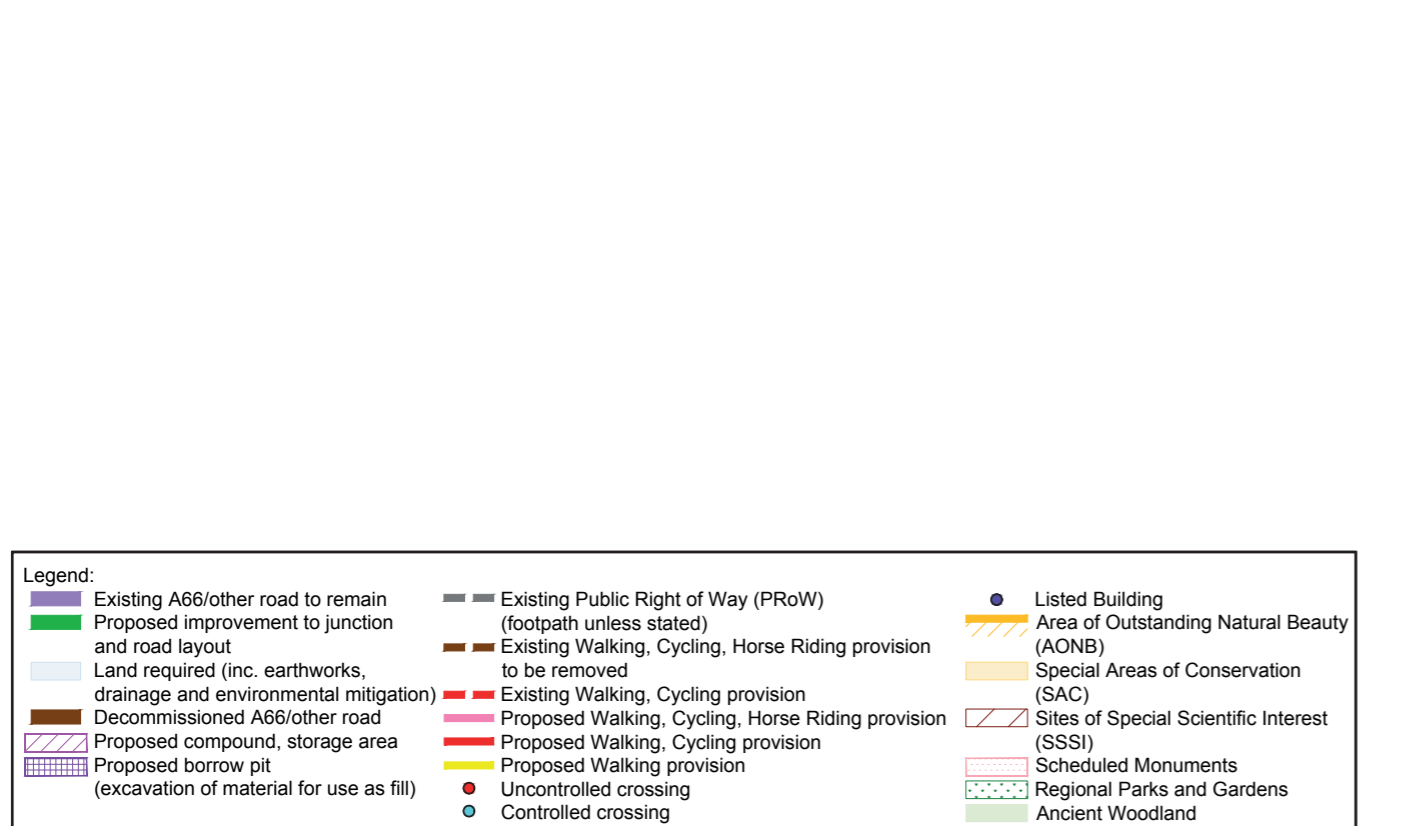 Legend:
Existing A66/other road to remain
Proposed improvement to junction
and road layout
Land required (inc. earthworks,
drainage and environmental mitigation)
Decommissioned A66/other road
Proposed compound, storage area
Proposed borrow pit
(excavation of material for use as fill)
Existing Public Right of Way (PRoW)
(footpath unless stated)
Existing Walking, Cycling, Horse Riding provision
to be removed
Existing Walking, Cycling provision
Proposed Walking, Cycling, Horse Riding provision
Proposed Walking, Cycling provision
Proposed Walking provision
Uncontrolled crossing
Controlled crossing
Listed Building
Area of Outstanding Natural Beauty
(AONB)
Special Areas of Conservation
(SAC)
Sites of Special Scientific Interest
(SSSI)
Scheduled Monuments
Regional Parks and Gardens
Ancient Woodland